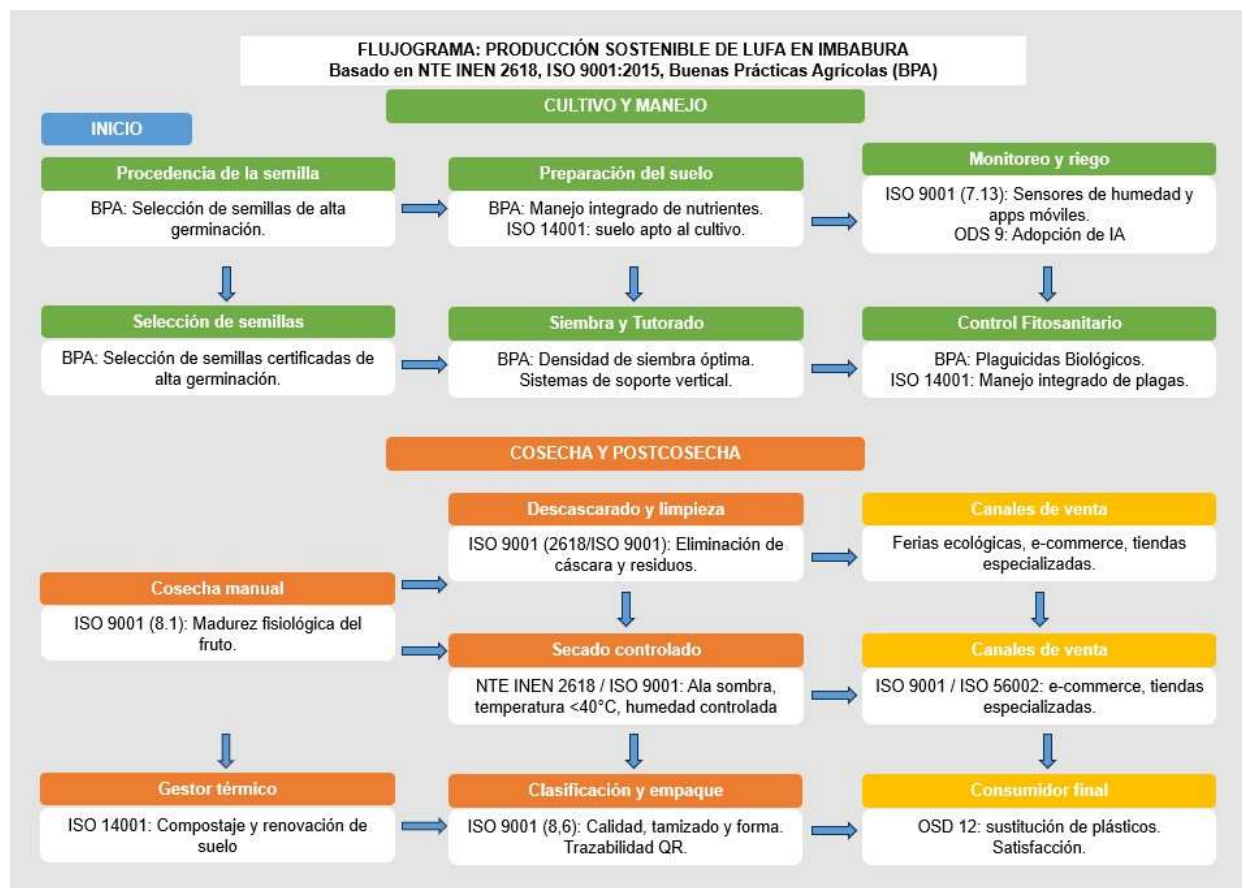 FLUJOGRAMA: PRODUCCIÓN SOSTENIBLE DE LUFA EN IMBABURA
Basado en NTE INEN 2618, ISO 9001:2015, Buenas Prácticas Agrícolas (BPA)
CULTIVO Y MANEJO
INICIO
Procedencia de la semilla
BPA: Selección de semillas de alta
germinación.
Preparación del suelo
BPA: Manejo integrado de nutrientes.
ISO 14001: suelo apto al cultivo.
Monitoreo y riego
ISO 9001 (7.13): Sensores de humedad y
apps móviles.
ODS 9: Adopción de IA
Selección de semillas
BPA: Selección de semillas certificadas de
alta germinación.
Siembra y Tutorado
BPA: Densidad de siembra óptima.
Sistemas de soporte vertical.
Control Fitosanitario
BPA: Plaguicidas Biológicos.
ISO 14001: Manejo integrado de plagas.
COSECHA Y POSTCOSECHA
Cosecha manual
ISO 9001 (8.1): Madurez fisiológica del
fruto.
Descascarado y limpieza
ISO 9001 (2618/ISO 9001): Eliminación de
cáscara y residuos.
Canales de venta
Ferias ecológicas, e-commerce, tiendas
especializadas.
Secado controlado
NTE INEN 2618 / ISO 9001: Ala sombra,
temperatura <40°C, humedad controlada
Canales de venta
ISO 9001 / ISO 56002: e-commerce, tiendas
especializadas.
Gestor térmico
ISO 14001: Compostaje y renovación de
suelo
Clasificación y empaque
ISO 9001 (8,6): Calidad, tamizado y forma.
Trazabilidad QR.
Consumidor final
OSD 12: sustitución de plásticos.
Satisfacción.